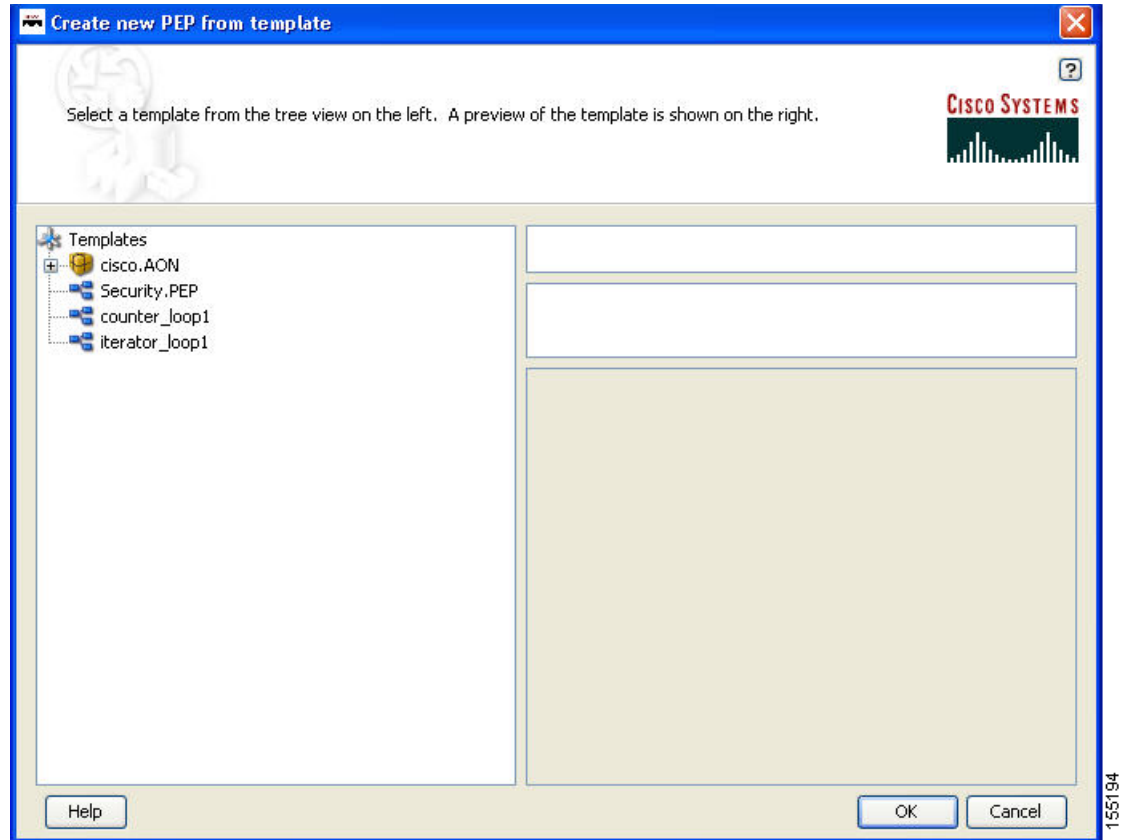 Create new PEP from template
?
Select a template from the tree view on the left. A preview of the template is shown on the right.
CISCO SYSTEMS
Templates
cisco.AON
Security.PEP
counter_loop1
iterator_loop1
Help
OK
Cancel
155194